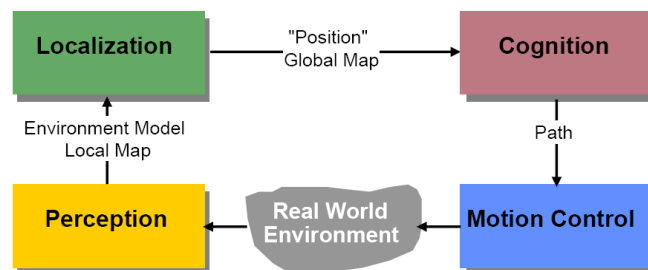 Localization
"Position"
Global Map
Cognition
Environment Model
Local Map
Path
Perception
Real World
Environment
Motion Control